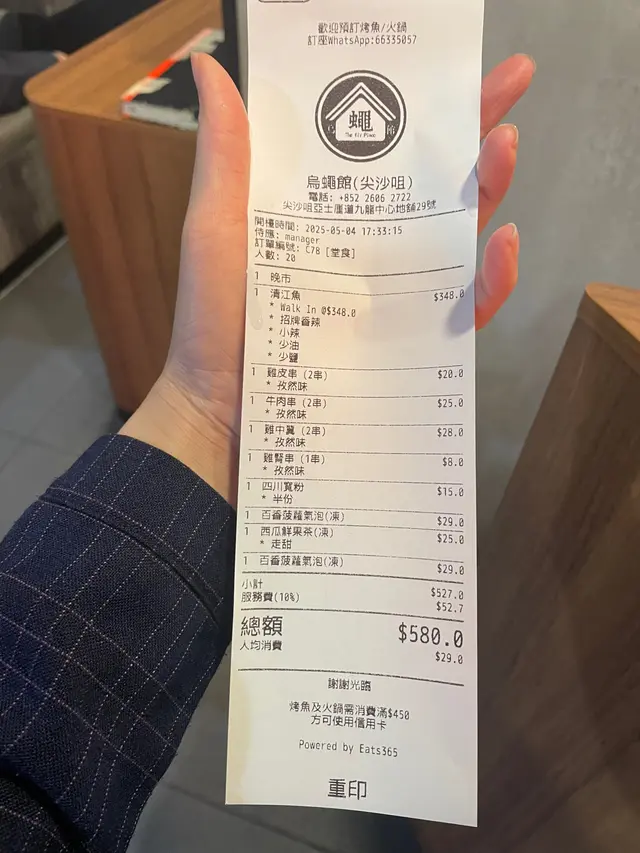 歡迎預訂烤魚/火鍋
訂座WhatsApp:66335057
蠅
館
烏蠅館(尖沙咀)
電話: +852 2606 2722
尖沙咀亞士厘道九龍中心地舖29號
開檯時間: 2025-05-04 17:33:15
侍應: manager
訂單編號: C78 [堂食]
人數: 20
1 晚市
1 清江魚 $348.0
* Walk In @$348.0
* 招牌香辣
* 小辣
* 少油
* 少鹽
1 雞皮串 (2串) $20.0
* 孜然味
1 牛肉串 (2串) $25.0
* 孜然味
1 雞中翼 (2串) $28.0
* 孜然味
1 雞腎串 (1串) $8.0
* 孜然味
1 四川寬粉 $15.0
* 半份
1 百香菠蘿氣泡(凍) $29.0
1 西瓜鮮果茶(凍) $25.0
* 走甜
1 百香菠蘿氣泡(凍) $29.0
小計 $527.0
服務費(10%) $52.7
總額 $580.0
人均消費 $29.0
謝謝光臨
烤魚及火鍋需消費滿$450
方可使用信用卡
Powered by Eats365
重印